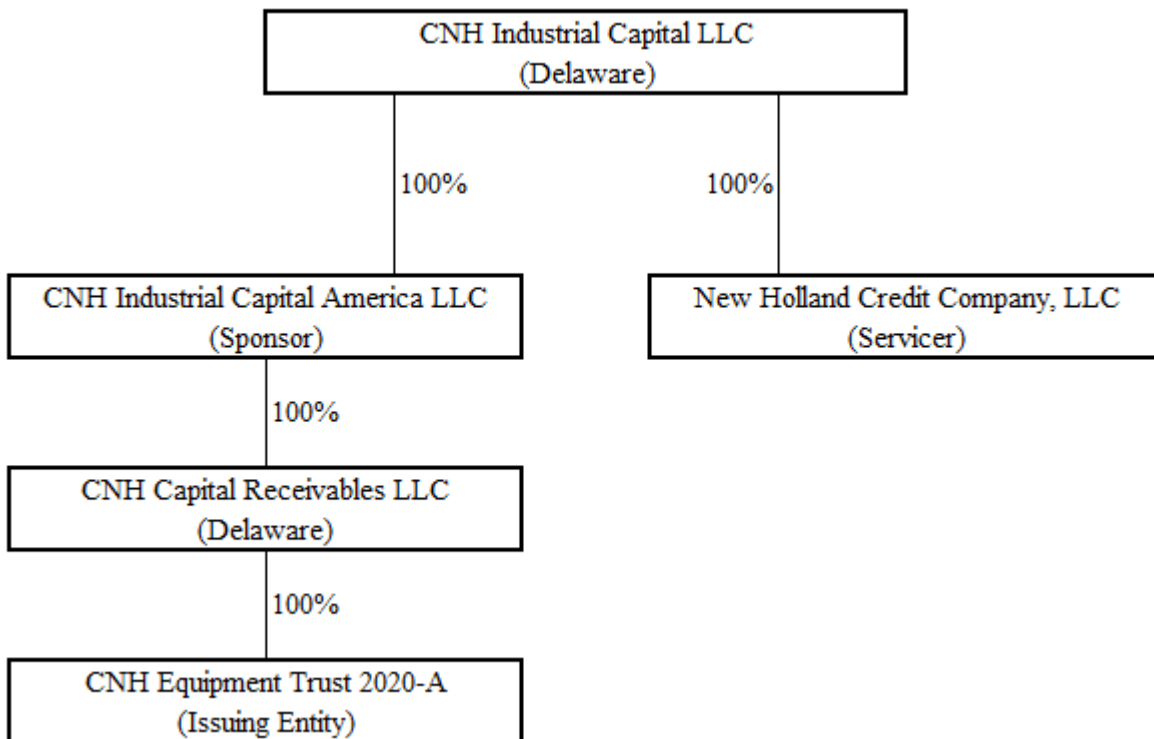 CNH Industrial Capital LLC
(Delaware)
100%
100%
CNH Industrial Capital America LLC
(Sponsor)
New Holland Credit Company, LLC
(Servicer)
100%
CNH Capital Receivables LLC
(Delaware)
100%
CNH Equipment Trust 2020-A
(Issuing Entity)